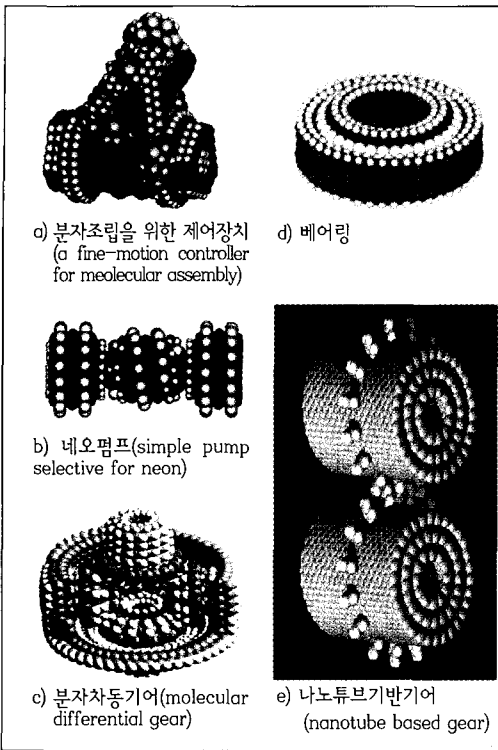 a) 분자조립을 위한 제어장치
(a fine-motion controller
for meolecular assembly)
d) 베어링
b) 네오펌프(simple pump
selective for neon)
c) 분자차동기어(molecular
differential gear)
e) 나노튜브기반기어
(nanotube based gear)